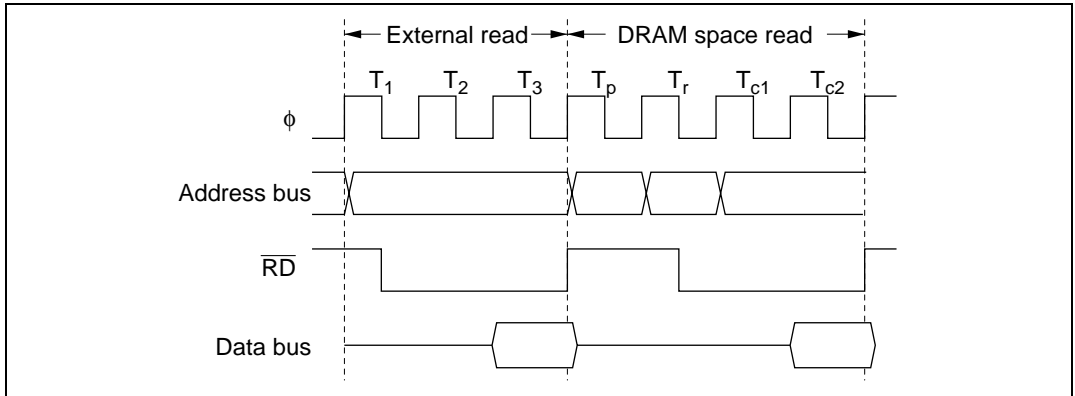 External read DRAM space read
T1 T2 T3 Tp Tr Tc1 Tc2
ϕ
Address bus
RD
Data bus